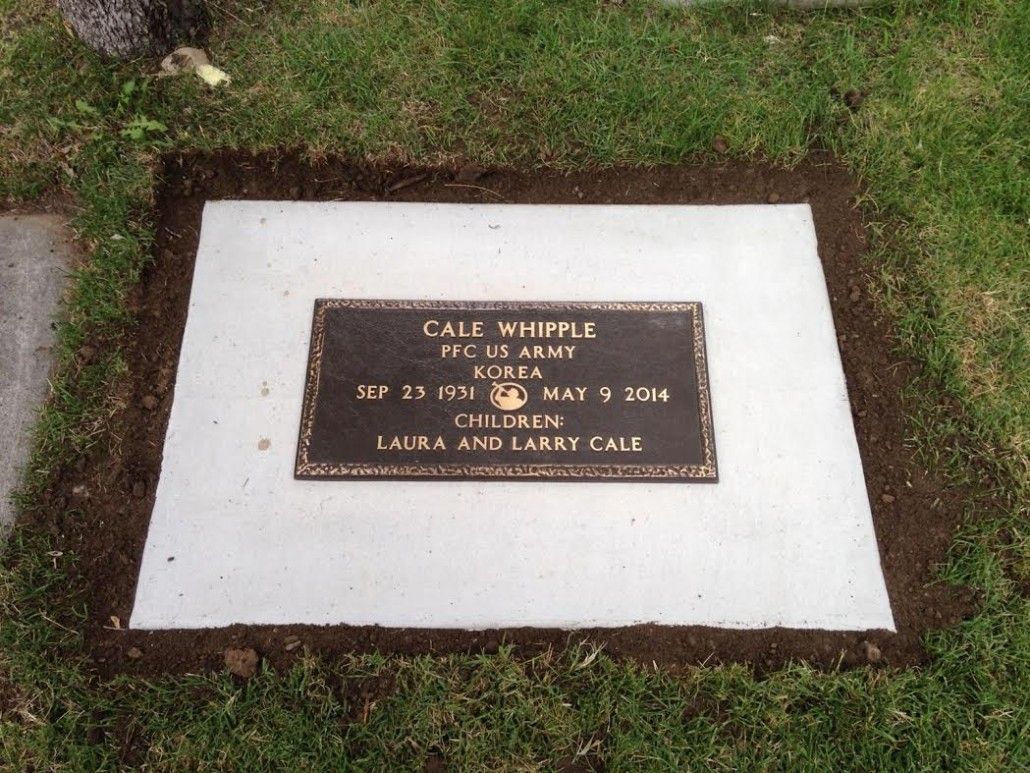 CALE WHIPPLE
PFC US ARMY
KOREA
SEP 23 1931 MAY 9 2014
CHILDREN:
LAURA AND LARRY CALE